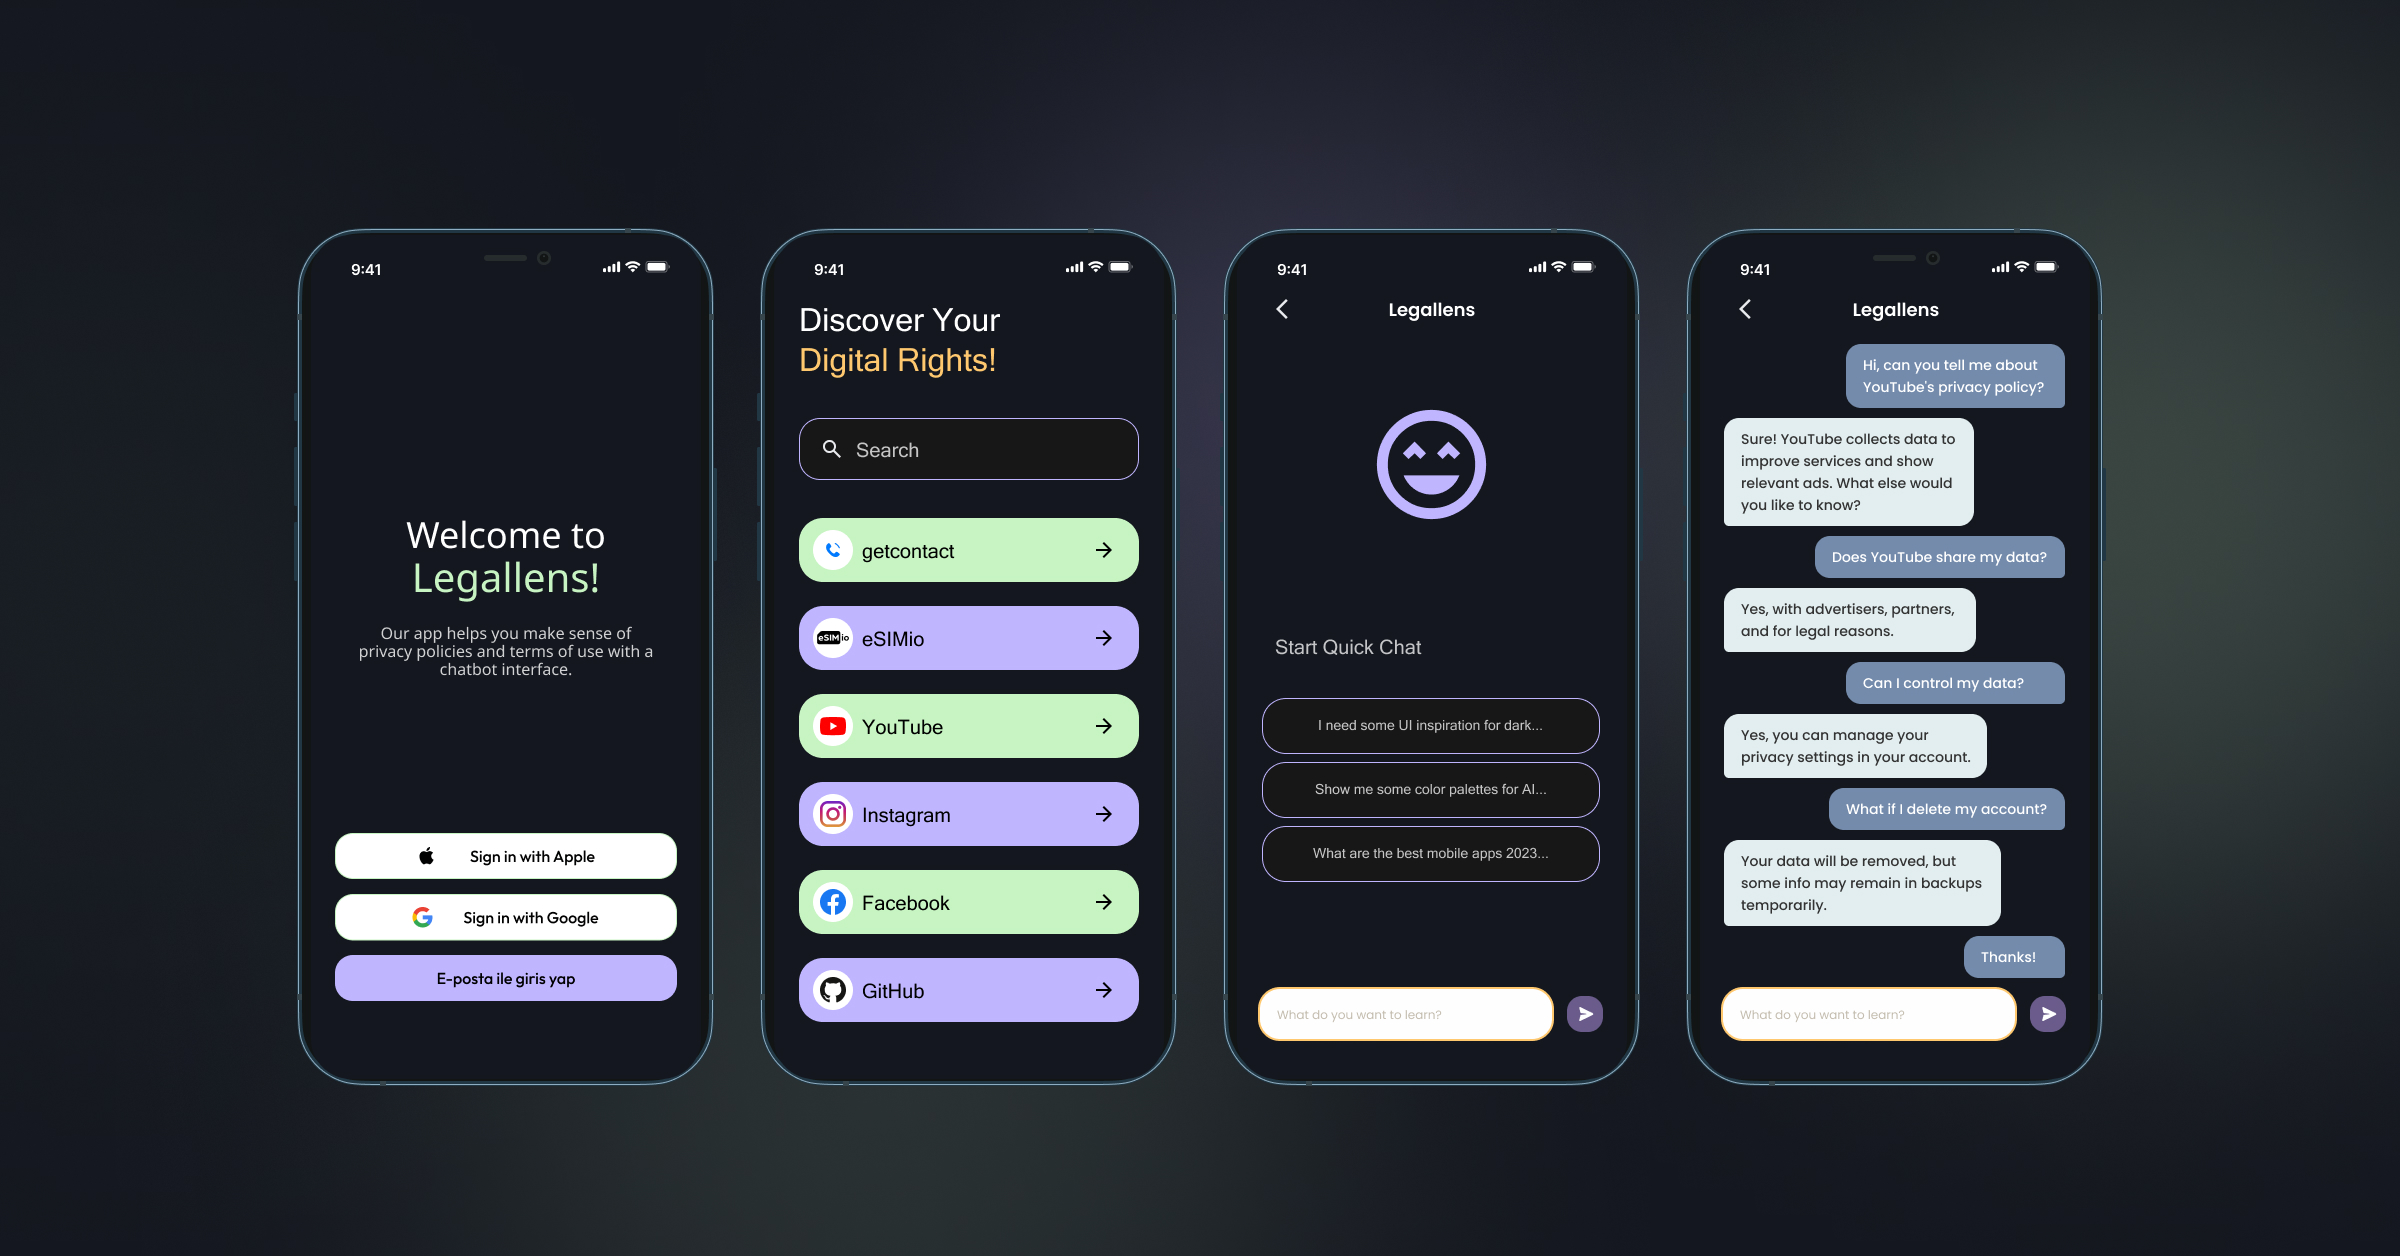 9:41
Welcome to
Legallens!
Our app helps you make sense of
privacy policies and terms of use with a
chatbot interface.
Sign in with Apple
Sign in with Google
E-posta ile giris yap
9:41
Discover Your
Digital Rights!
Search
getcontact
eSIMio
eSIMio
YouTube
Instagram
Facebook
GitHub
9:41
Legallens
Start Quick Chat
I need some UI inspiration for dark...
Show me some color palettes for AI...
What are the best mobile apps 2023...
What do you want to learn?
9:41
Legallens
Hi, can you tell me about
YouTube's privacy policy?
Sure! YouTube collects data to
improve services and show
relevant ads. What else would
you like to know?
Does YouTube share my data?
Yes, with advertisers, partners,
and for legal reasons.
Can I control my data?
Yes, you can manage your
privacy settings in your account.
What if I delete my account?
Your data will be removed, but
some info may remain in backups
temporarily.
Thanks!
What do you want to learn?